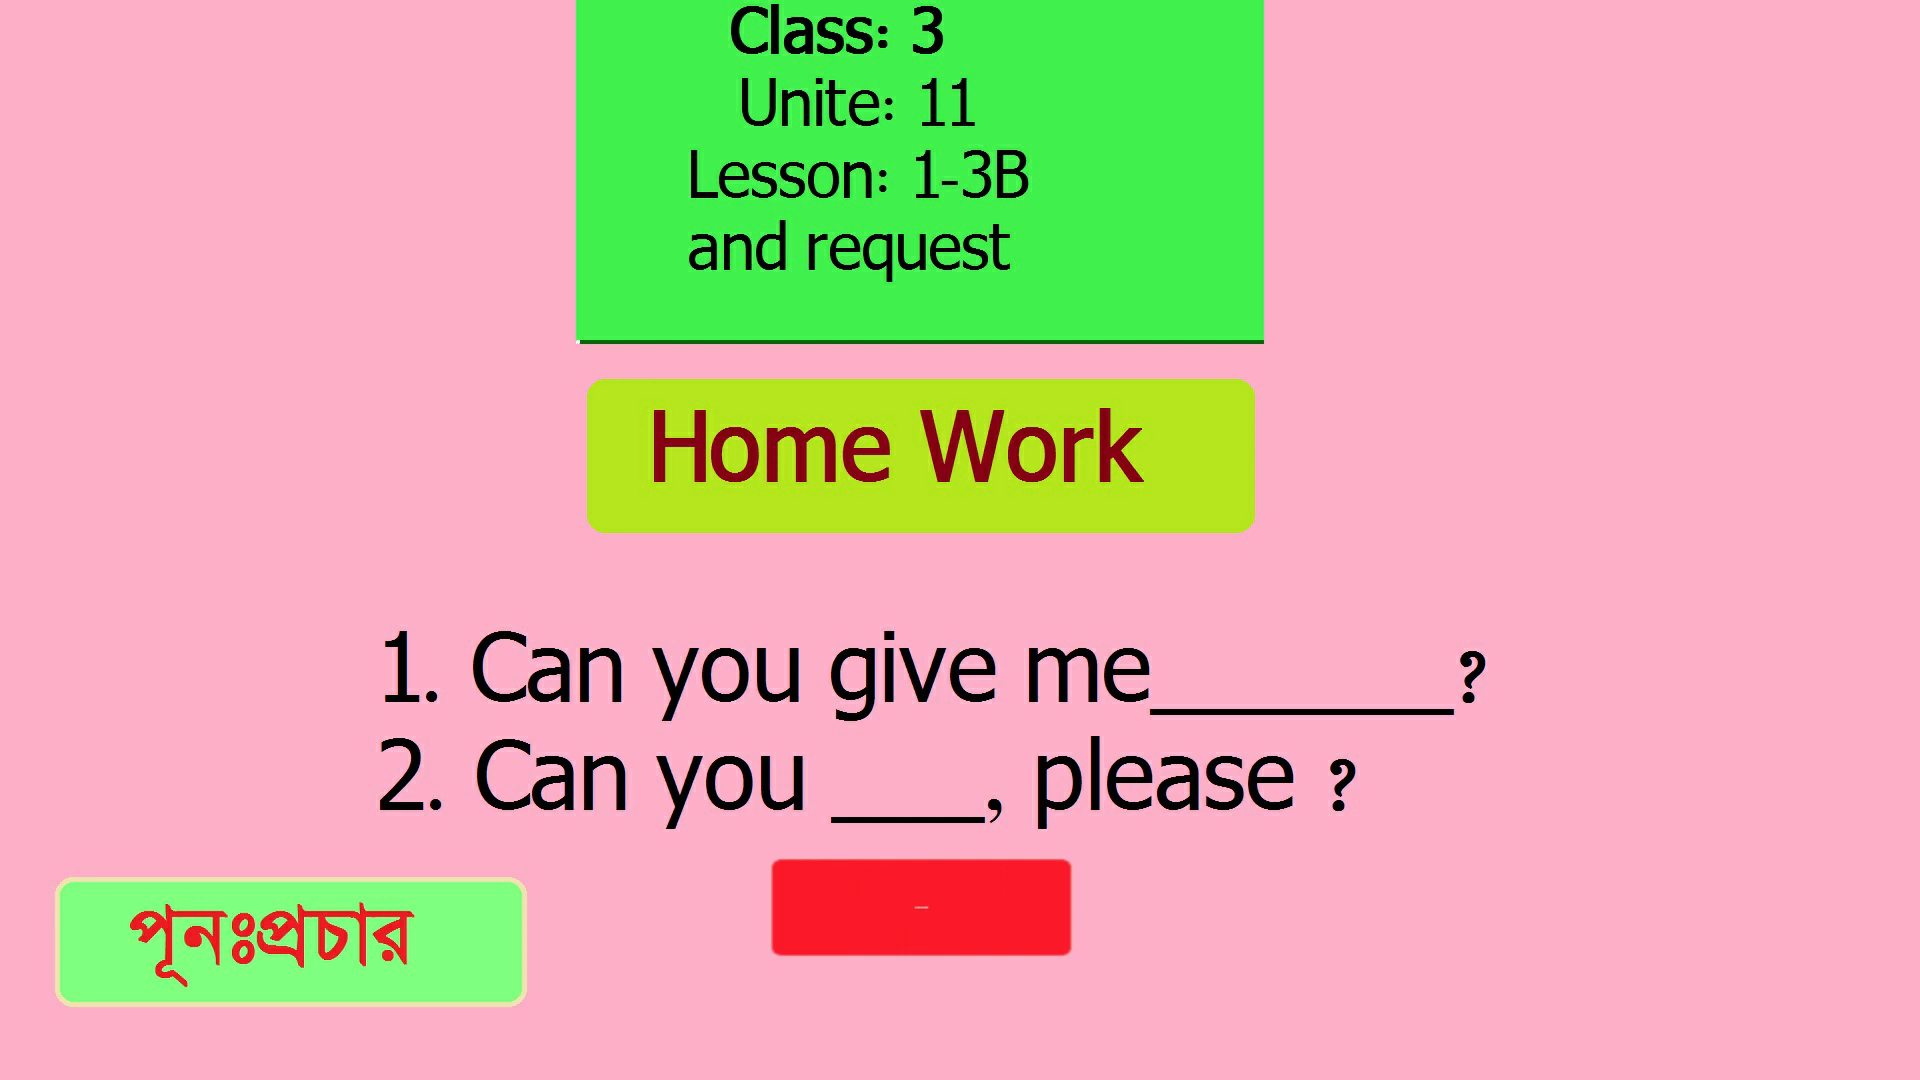 Class: 3
Unite: 11
Lesson: 1-3B
and request
Home Work
1. Can you give me______?
2. Can you ___, please ?
পূনঃপ্রচার